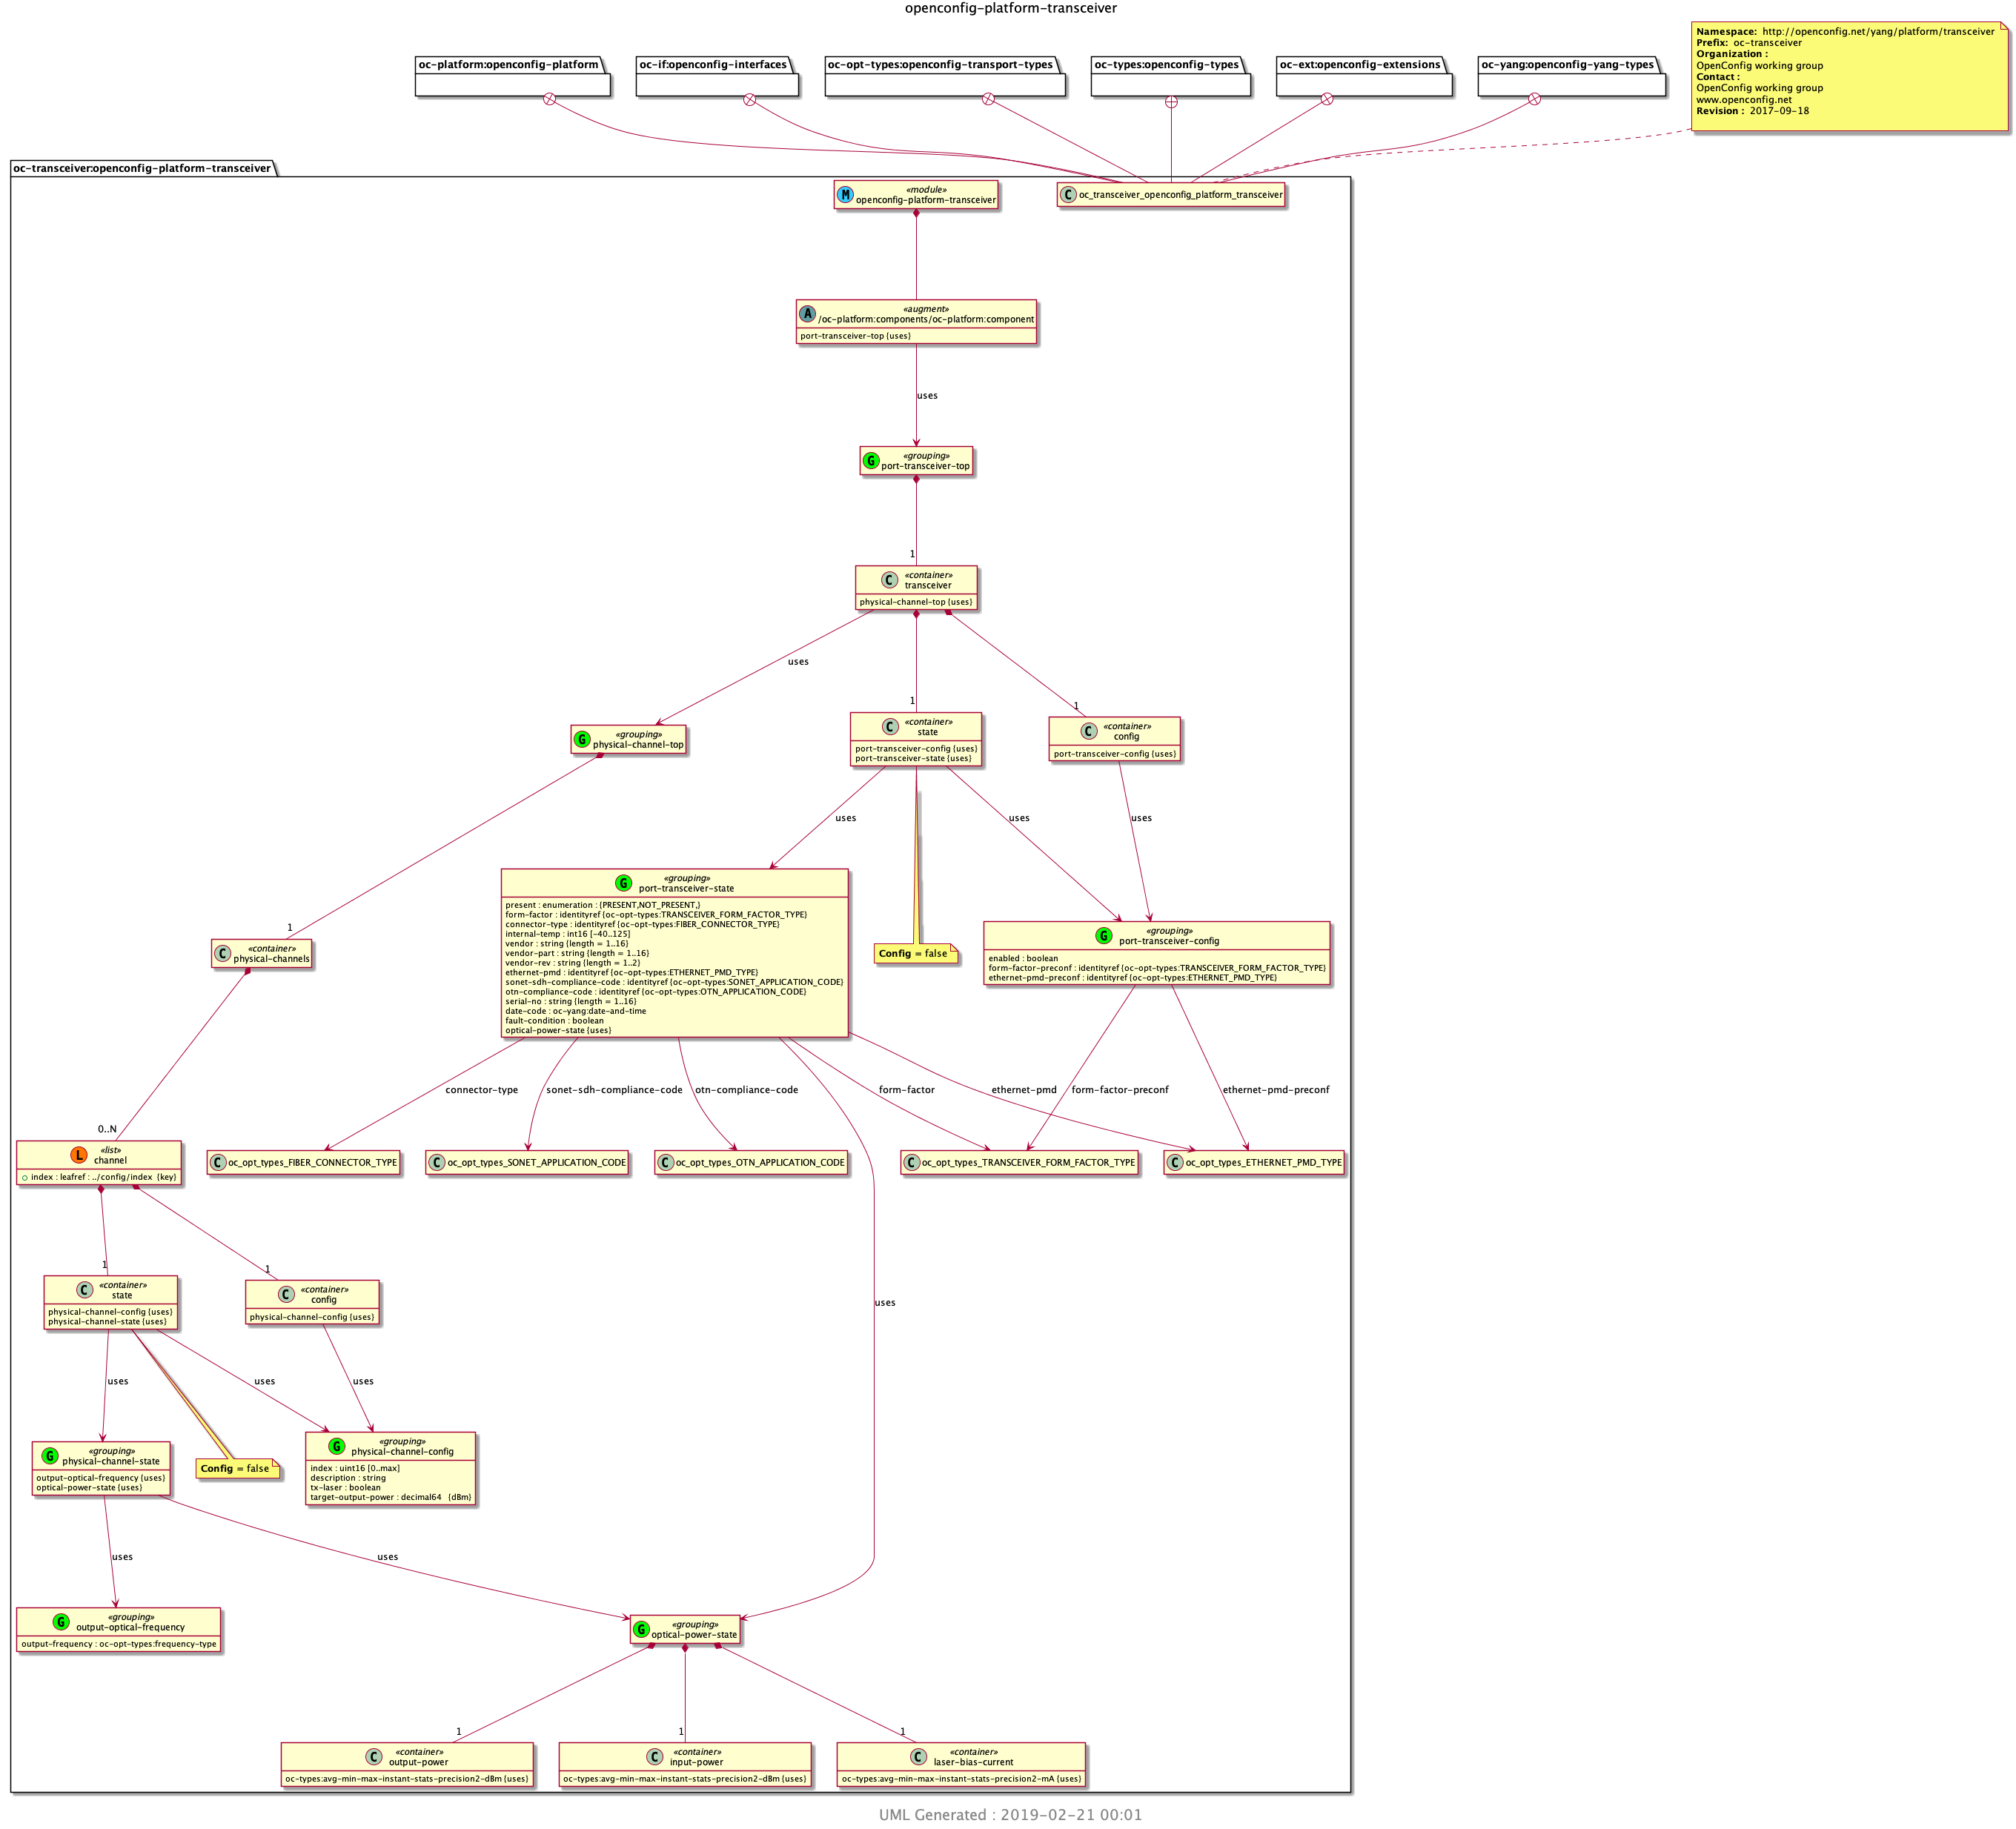 openconfig-platform-transceiver
Namespace: http://openconfig.net/yang/platform/transceiver
Prefix: oc-transceiver
Organization :
OpenConfig working group
Contact :
OpenConfig working group
www.openconfig.net
Revision : 2017-09-18
oc-platform:openconfig-platform
oc-if:openconfig-interfaces
oc-opt-types:openconfig-transport-types
oc-types:openconfig-types
oc-ext:openconfig-extensions
oc-yang:openconfig-yang-types
oc-transceiver:openconfig-platform-transceiver
M
«module»
openconfig-platform-transceiver
C
oc_transceiver_openconfig_platform_transceiver
A
«augment»
/oc-platform:components/oc-platform:component
port-transceiver-top {uses}
uses
G
«grouping»
port-transceiver-top
1
C
«container»
transceiver
physical-channel-top {uses}
uses
1
1
G
«grouping»
physical-channel-top
C
«container»
state
port-transceiver-config {uses}
port-transceiver-state {uses}
C
«container»
config
port-transceiver-config {uses}
uses
uses
uses
1
C
«container»
physical-channels
G
«grouping»
port-transceiver-state
present : enumeration : {PRESENT,NOT_PRESENT,}
form-factor : identityref {oc-opt-types:TRANSCEIVER_FORM_FACTOR_TYPE}
connector-type : identityref {oc-opt-types:FIBER_CONNECTOR_TYPE}
internal-temp : int16 [-40..125]
vendor : string {length = 1..16}
vendor-part : string {length = 1..16}
vendor-rev : string {length = 1..2}
ethernet-pmd : identityref {oc-opt-types:ETHERNET_PMD_TYPE}
sonet-sdh-compliance-code : identityref {oc-opt-types:SONET_APPLICATION_CODE}
otn-compliance-code : identityref {oc-opt-types:OTN_APPLICATION_CODE}
serial-no : string {length = 1..16}
date-code : oc-yang:date-and-time
fault-condition : boolean
optical-power-state {uses}
Config = false
G
«grouping»
port-transceiver-config
enabled : boolean
form-factor-preconf : identityref {oc-opt-types:TRANSCEIVER_FORM_FACTOR_TYPE}
ethernet-pmd-preconf : identityref {oc-opt-types:ETHERNET_PMD_TYPE}
connector-type
sonet-sdh-compliance-code
otn-compliance-code
form-factor
ethernet-pmd
form-factor-preconf
ethernet-pmd-preconf
0..N
L
«list»
channel
index : leafref : ../config/index {key}
C
oc_opt_types_FIBER_CONNECTOR_TYPE
C
oc_opt_types_SONET_APPLICATION_CODE
C
oc_opt_types_OTN_APPLICATION_CODE
C
oc_opt_types_TRANSCEIVER_FORM_FACTOR_TYPE
C
oc_opt_types_ETHERNET_PMD_TYPE
1
1
C
«container»
state
physical-channel-config {uses}
physical-channel-state {uses}
C
«container»
config
physical-channel-config {uses}
uses
uses
uses
uses
G
«grouping»
physical-channel-state
output-optical-frequency {uses}
optical-power-state {uses}
Config = false
G
«grouping»
physical-channel-config
index : uint16 [0..max]
description : string
tx-laser : boolean
target-output-power : decimal64 {dBm}
uses
uses
G
«grouping»
output-optical-frequency
output-frequency : oc-opt-types:frequency-type
G
«grouping»
optical-power-state
1
1
1
C
«container»
output-power
oc-types:avg-min-max-instant-stats-precision2-dBm {uses}
C
«container»
input-power
oc-types:avg-min-max-instant-stats-precision2-dBm {uses}
C
«container»
laser-bias-current
oc-types:avg-min-max-instant-stats-precision2-mA {uses}
UML Generated : 2019-02-21 00:01